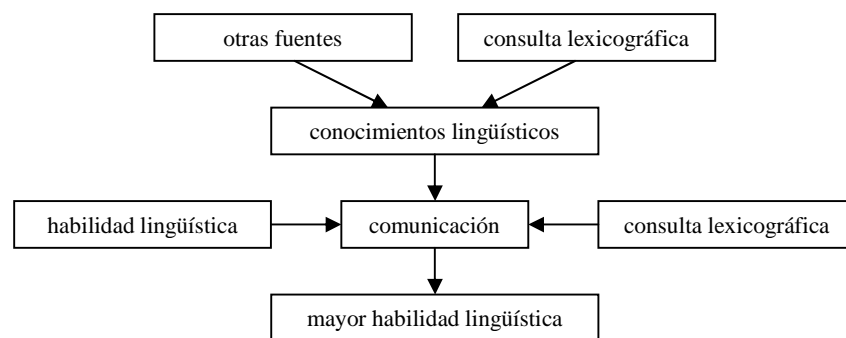 otras fuentes
consulta lexicográfica
conocimientos lingüísticos
habilidad lingüística
comunicación
consulta lexicográfica
mayor habilidad lingüística